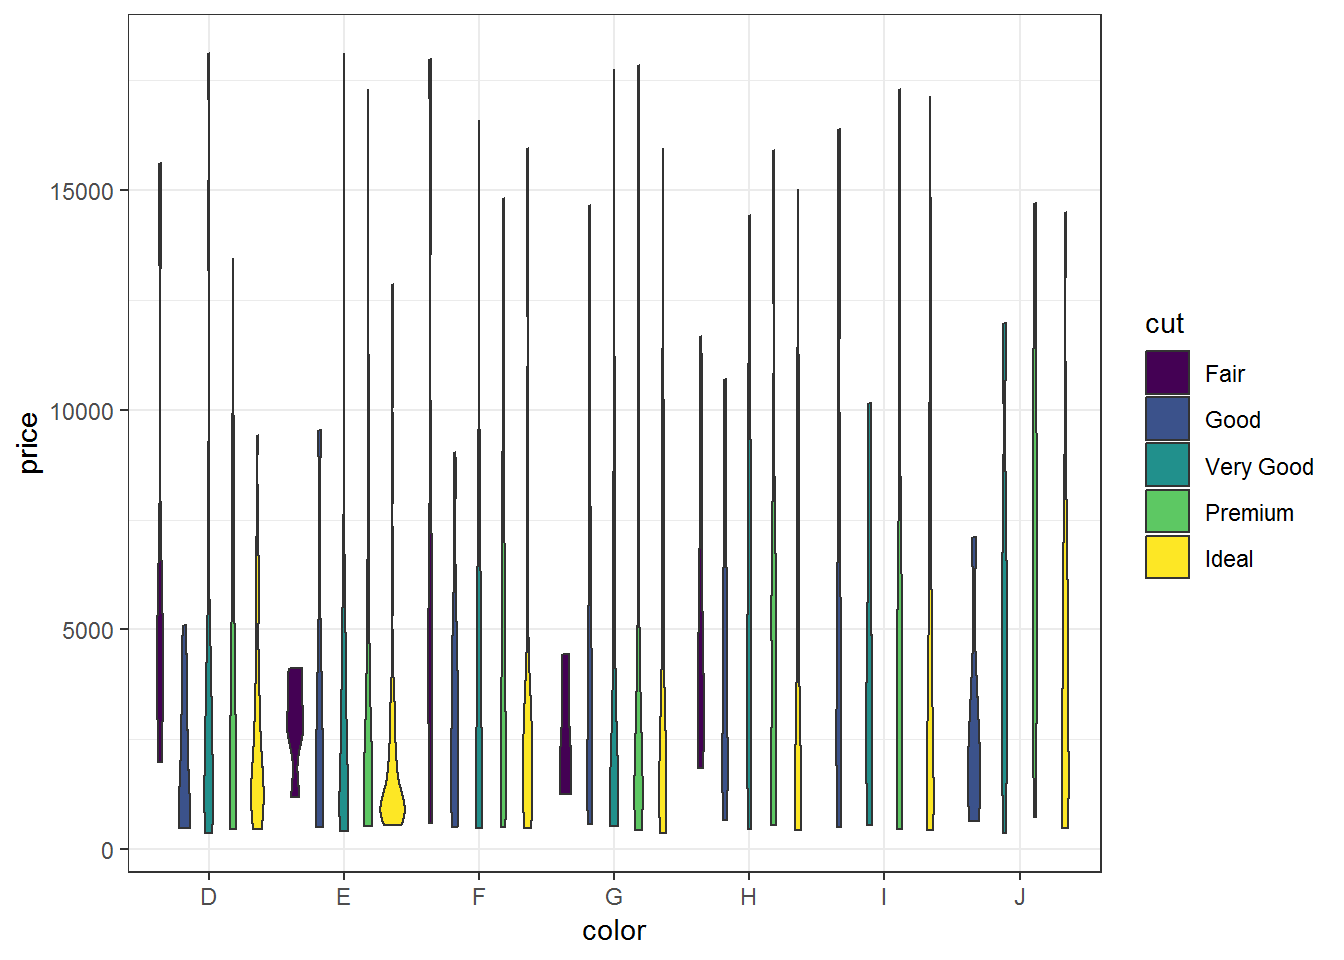 price
15000
10000
5000
0
D E F G H I J
color
cut
Fair
Good
Very Good
Premium
Ideal